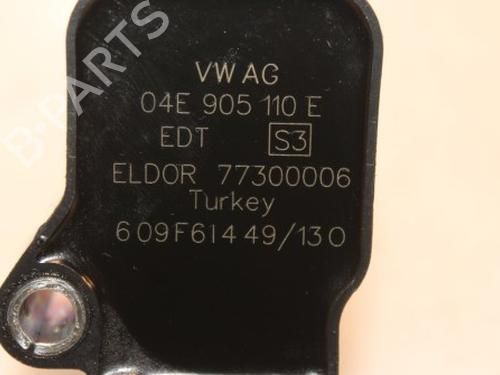 B-PARTS
VW AG
04E 905 110 E
EDT S3
ELDOR 77300006
Turkey
609F61449/130